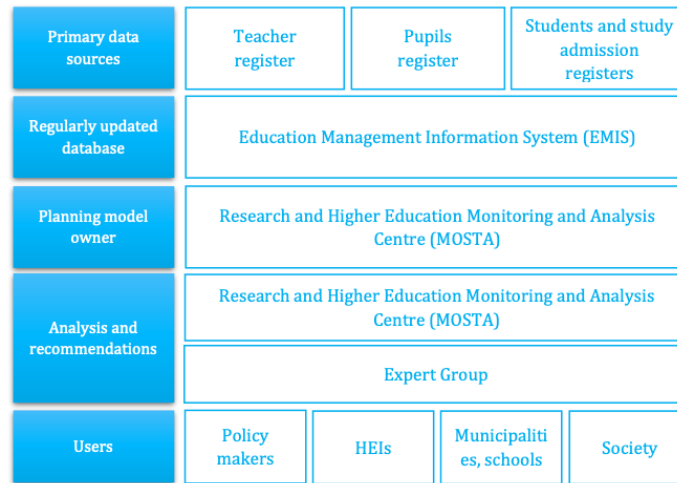 Primary data
sources
Teacher
register
Pupils
register
Students and study
admission
registers
Regularly updated
database
Education Management Information System (EMIS)
Planning model
owner
Research and Higher Education Monitoring and Analysis
Centre (MOSTA)
Analysis and
recommendations
Research and Higher Education Monitoring and Analysis
Centre (MOSTA)
Expert Group
Users
Policy
makers
HEIs
Municipaliti
es, schools
Society